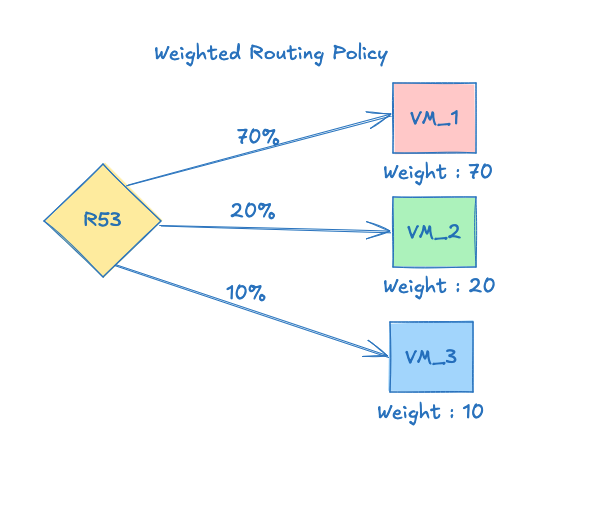 Weighted Routing Policy
70%
VM_1
Weight : 70
R53
20%
VM_2
Weight : 20
10%
VM_3
Weight : 10